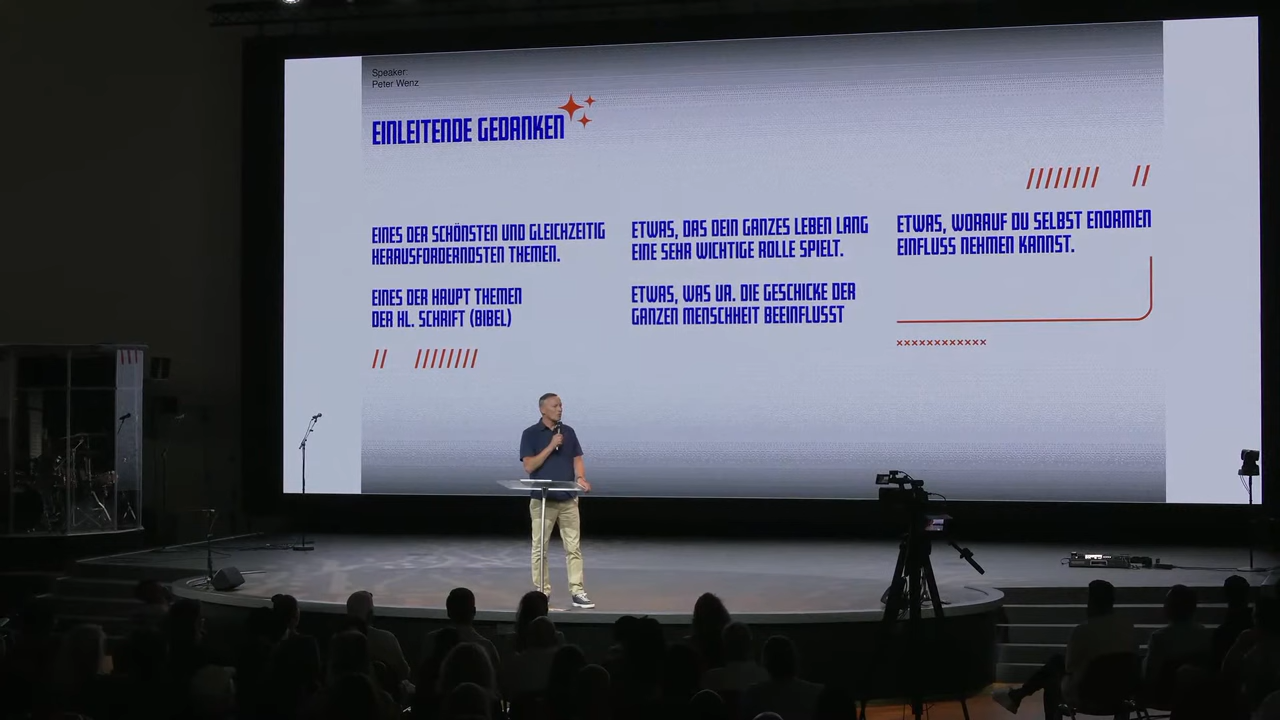 Speaker:
Peter Wenz
EINLEITENDE GEDANKEN
EINES DER SCHÖNSTEN UND GLEICHZEITIG
HERAUSFORDERNDSTEN THEMEN.
EINES DER HAUPT THEMEN
DER HL. SCHRIFT (BIBEL)
ETWAS, DAS DEIN GANZES LEBEN LANG
EINE SEHR WICHTIGE ROLLE SPIELT.
ETWAS, WAS UA. DIE GESCHICKE DER
GANZEN MENSCHHEIT BEEINFLUSST
ETWAS, WORAUF DU SELBST ENORMEN
EINFLUSS NEHMEN KANNST.